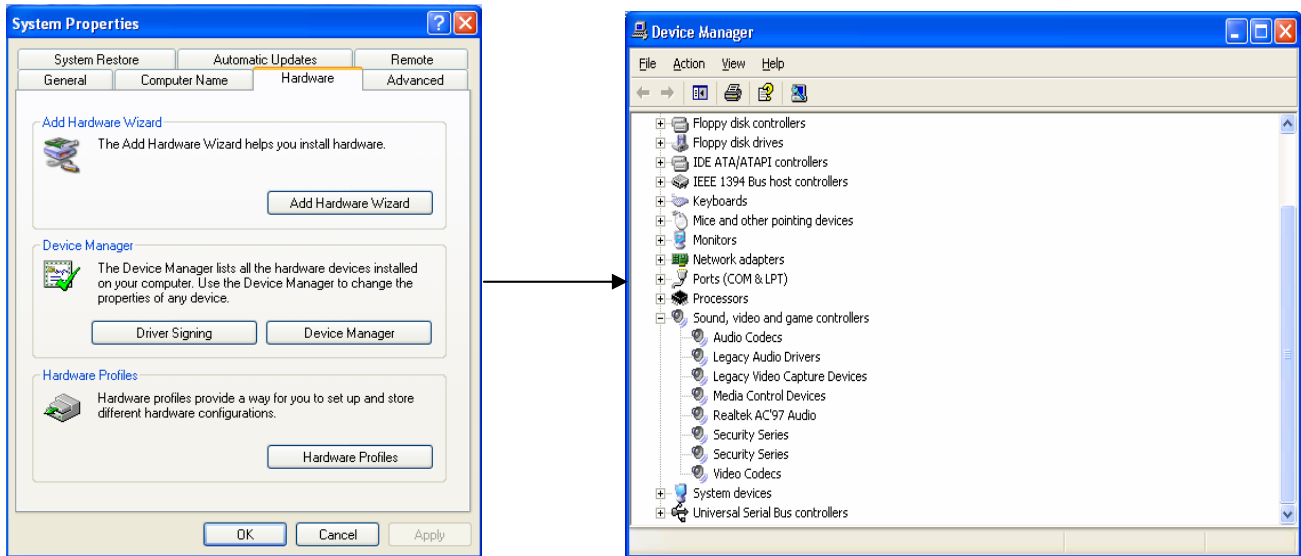 System Properties
System Restore Automatic Updates Remote
General Computer Name Hardware Advanced
Add Hardware Wizard
The Add Hardware Wizard helps you install hardware.
Add Hardware Wizard
Device Manager
The Device Manager lists all the hardware devices installed
on your computer. Use the Device Manager to change the
properties of any device.
Driver Signing Device Manager
Hardware Profiles
Hardware profiles provide a way for you to set up and store
different hardware configurations.
Hardware Profiles
OK Cancel Apply
Device Manager
File Action View Help
Floppy disk controllers
Floppy disk drives
IDE ATA/ATAPI controllers
IEEE 1394 Bus host controllers
Keyboards
Mice and other pointing devices
Monitors
Network adapters
Ports (COM & LPT)
Processors
Sound, video and game controllers
Audio Codecs
Legacy Audio Drivers
Legacy Video Capture Devices
Media Control Devices
Realtek AC'97 Audio
Security Series
Security Series
Video Codecs
System devices
Universal Serial Bus controllers